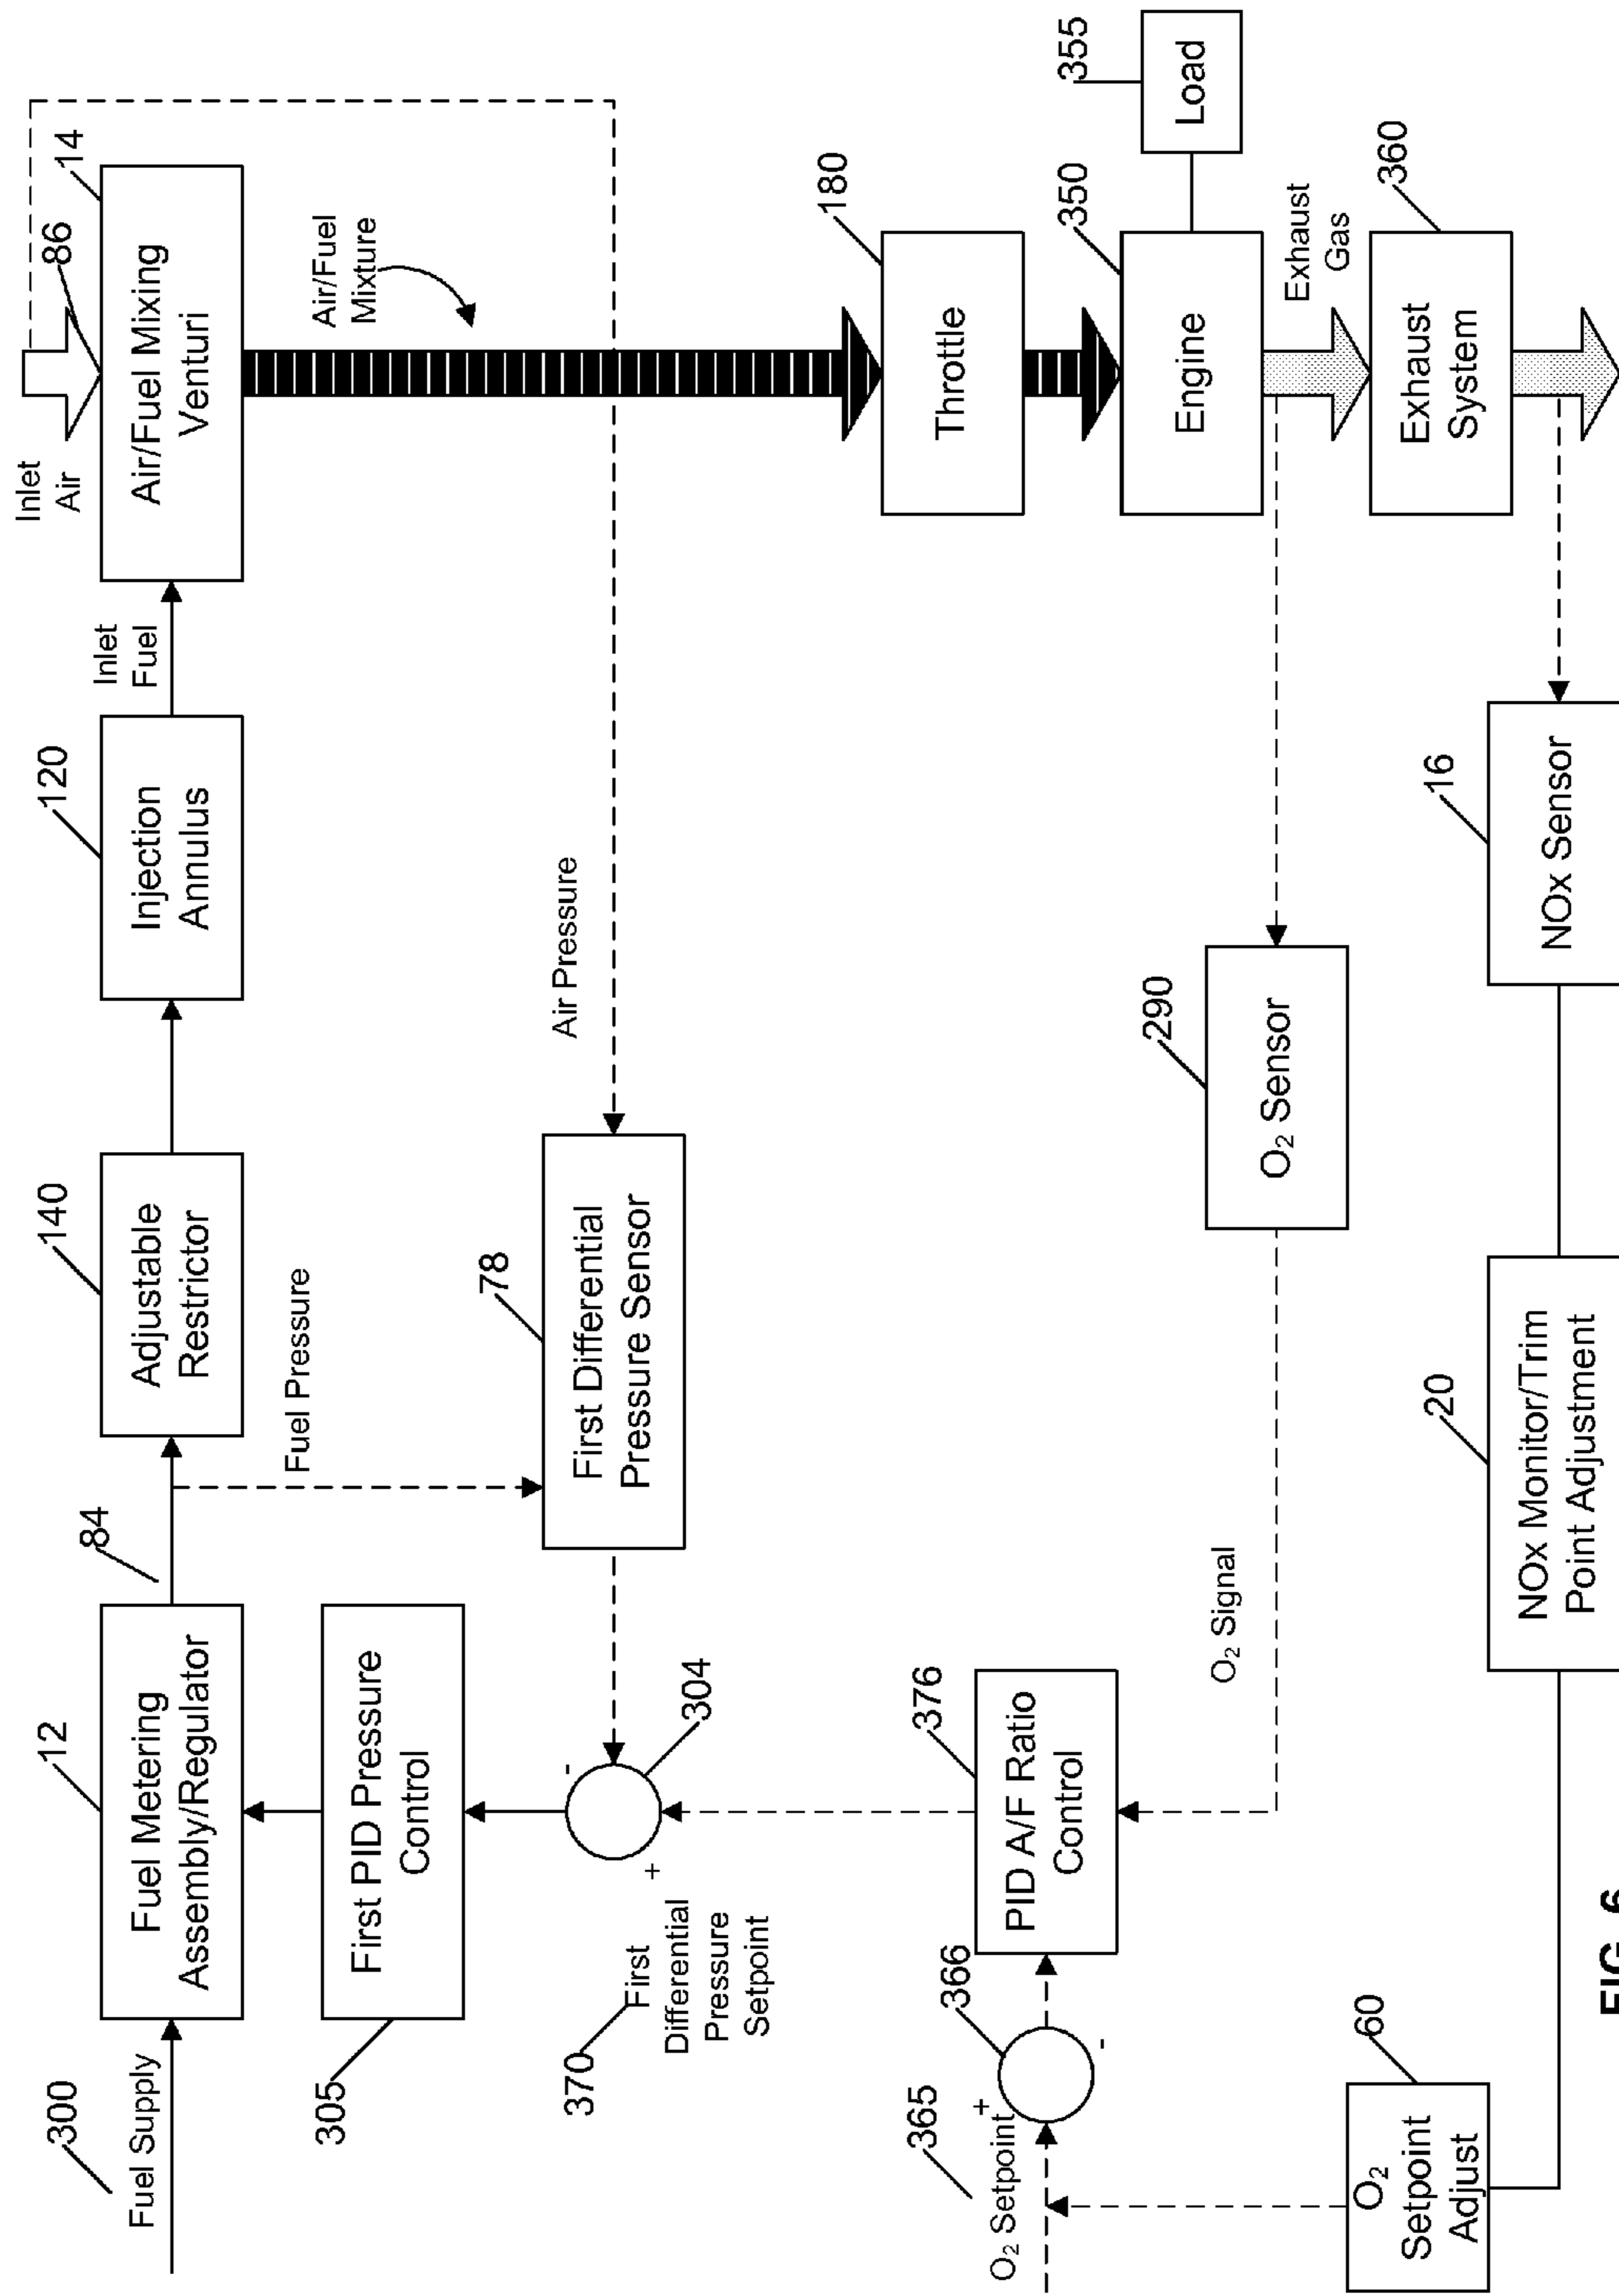 300
Fuel Supply
12
Fuel Metering
Assembly/Regulator
84
140
Adjustable
Restrictor
120
Injection
Annulus
Inlet
Fuel
Inlet
Air
86
14
Air/Fuel Mixing
Venturi
Fuel Pressure
Air/Fuel
Mixture
305
First PID Pressure
Control
78
First Differential
Pressure Sensor
Air Pressure
370
First
Differential
Pressure
Setpoint
+
-
304
180
Throttle
365
O₂ Setpoint
+
-
366
376
PID A/F Ratio
Control
O₂ Signal
290
O₂ Sensor
350
Engine
355
Load
Exhaust
Gas
360
Exhaust
System
60
O₂
Setpoint
Adjust
20
NOx Monitor/Trim
Point Adjustment
16
NOx Sensor
FIG. 6